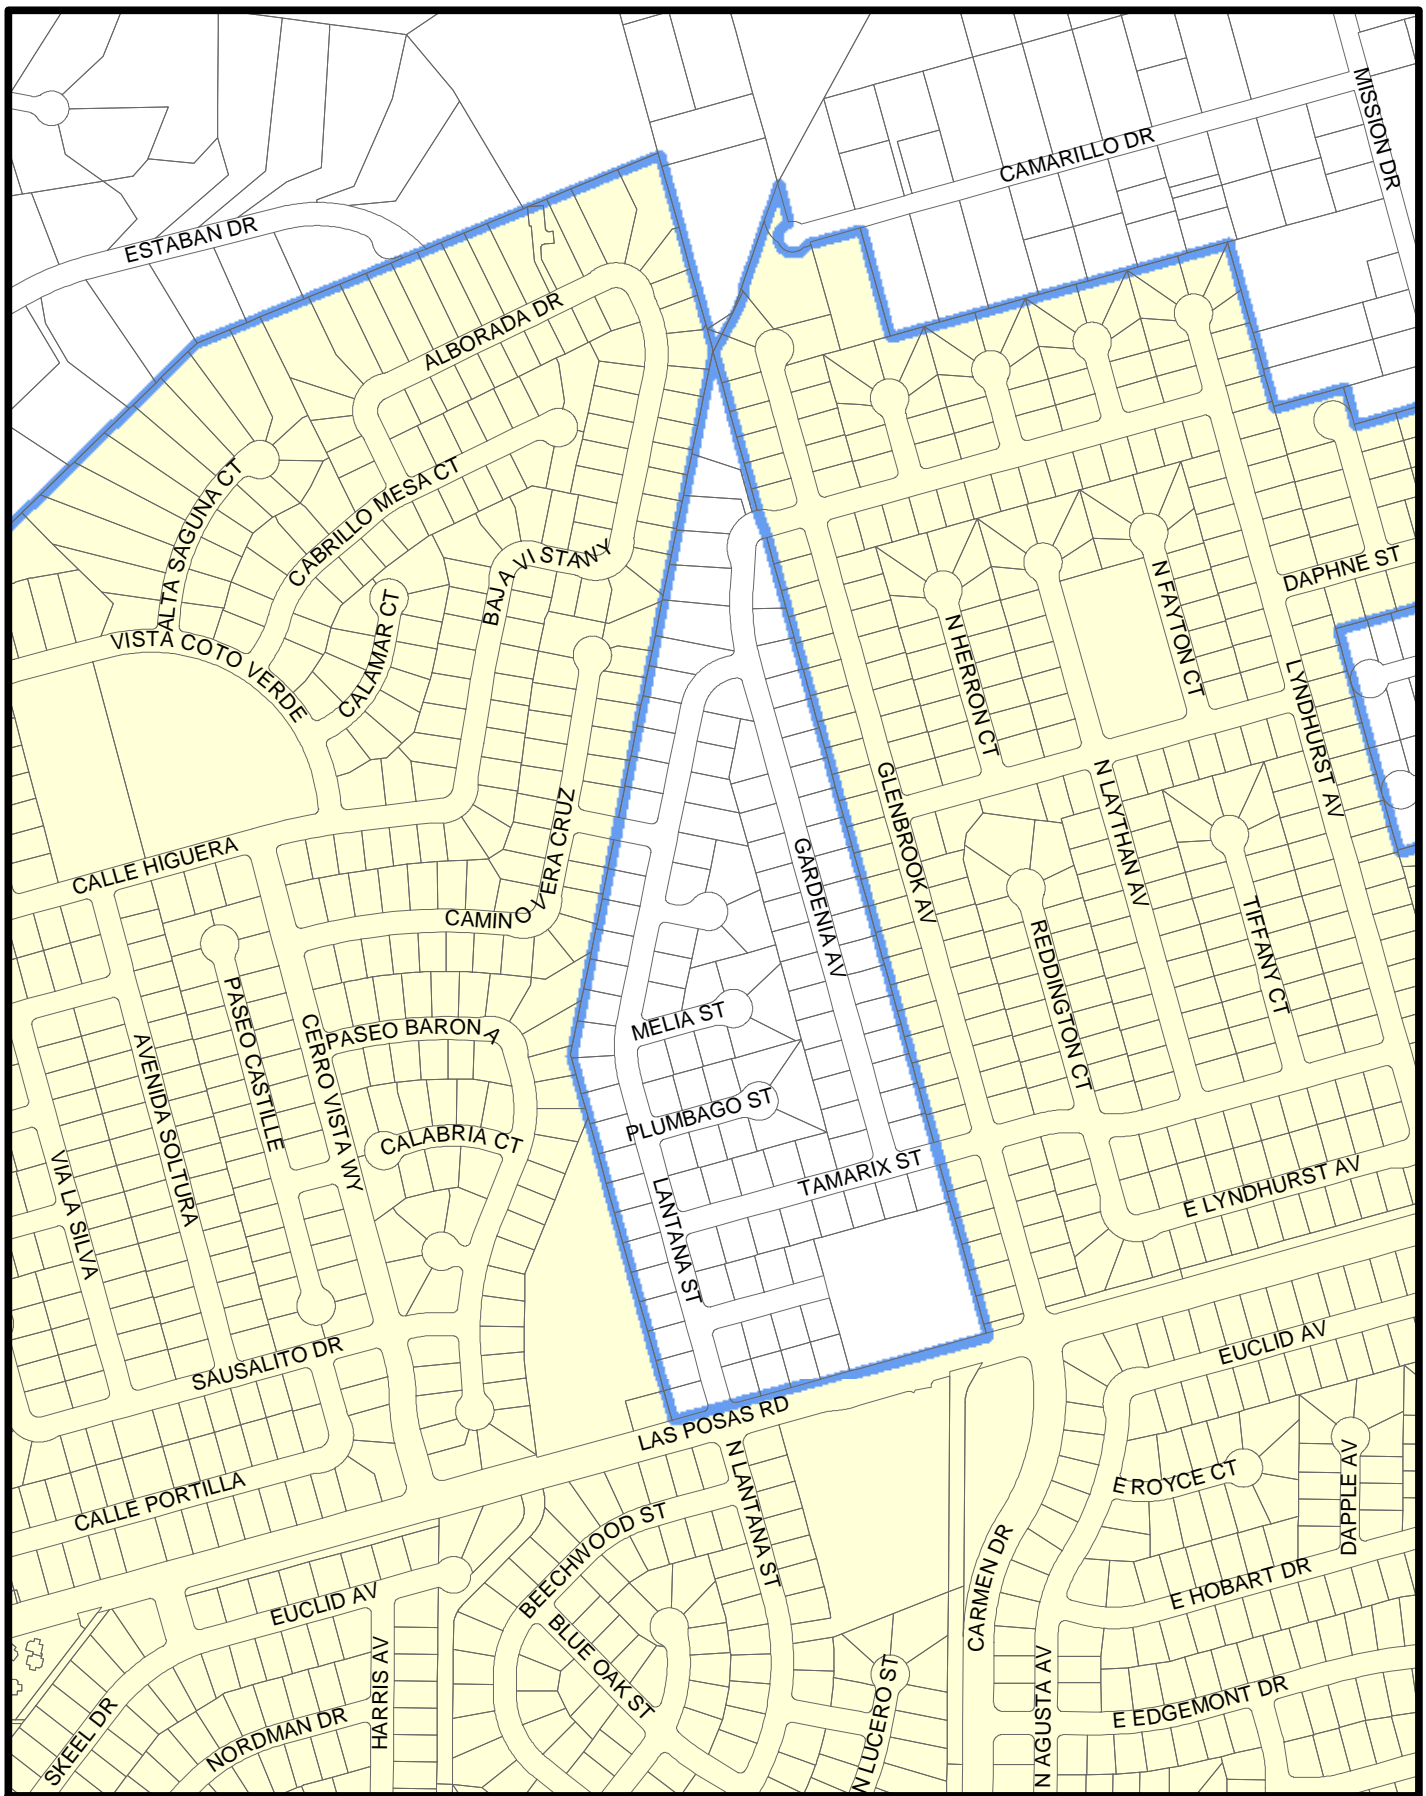 MISSION DR
CAMARILLO DR
ESTABAN DR
ALBORADA DR
ALTA SAGUNA CT
CABRILLO MESA CT
BAJA VISTA WY
CALAMAR CT
VISTA COTO VERDE
DAPHNE ST
N FAYTON CT
N HERRON CT
LYNDHURST AV
GLENBROOK AV
N LAYTHAN AV
CALLE HIGUERA
CAMINO VERA CRUZ
GARDENIA AV
TIFFANY CT
REDDINGTON CT
PASEO CASTILLE
CERRO VISTA WY
PASEO BARONA
MELIA ST
AVENIDA SOLTURA
PLUMBAGO ST
CALABRIA CT
TAMARIX ST
VIA LA SILVA
LANTANA ST
E LYNDHURST AV
SAUSALITO DR
EUCLID AV
LAS POSAS RD
N LANTANA ST
E ROYCE CT
DAPPLE AV
CALLE PORTILLA
BEECHWOOD ST
CARMEN DR
E HOBART DR
EUCLID AV
BLUE OAK ST
HARRIS AV
N LUCERO ST
N AGUSTA AV
E EDGEMONT DR
SKEEL DR
NORDMAN DR